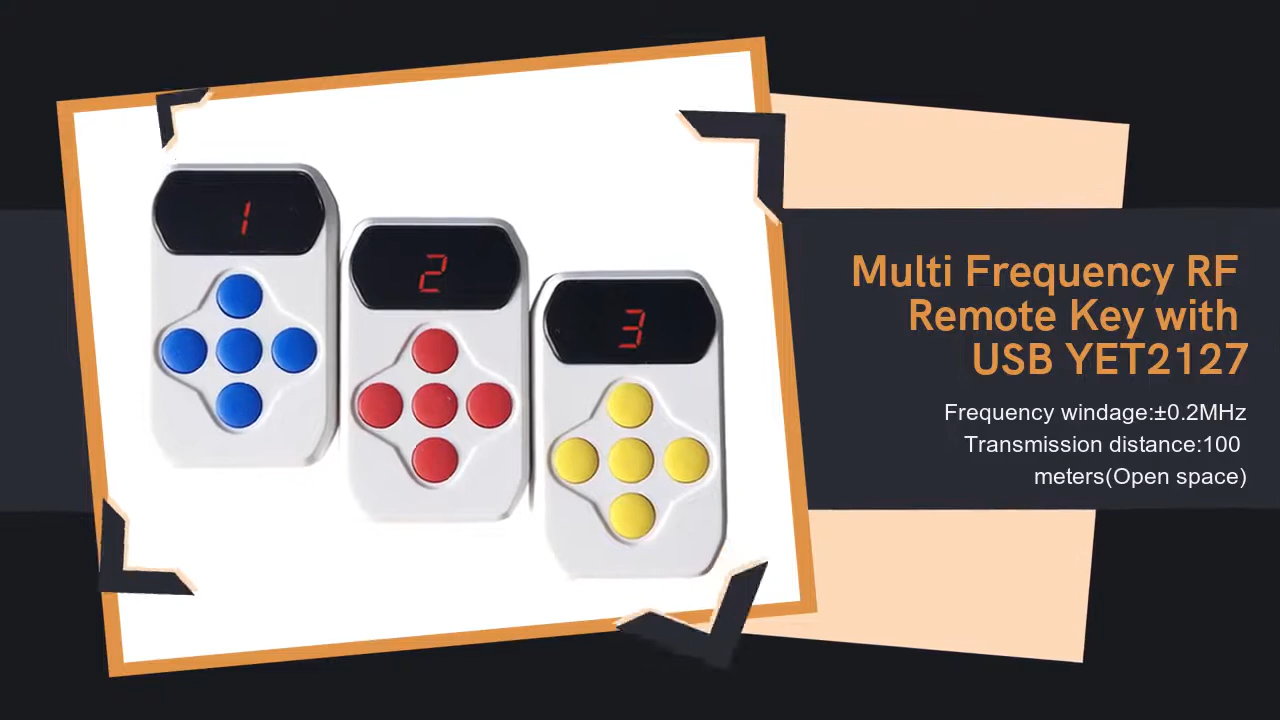 1
2
3
Multi Frequency RF
Remote Key with
USB YET2127
Frequency windage:±0.2MHz
Transmission distance:100
meters(Open space)